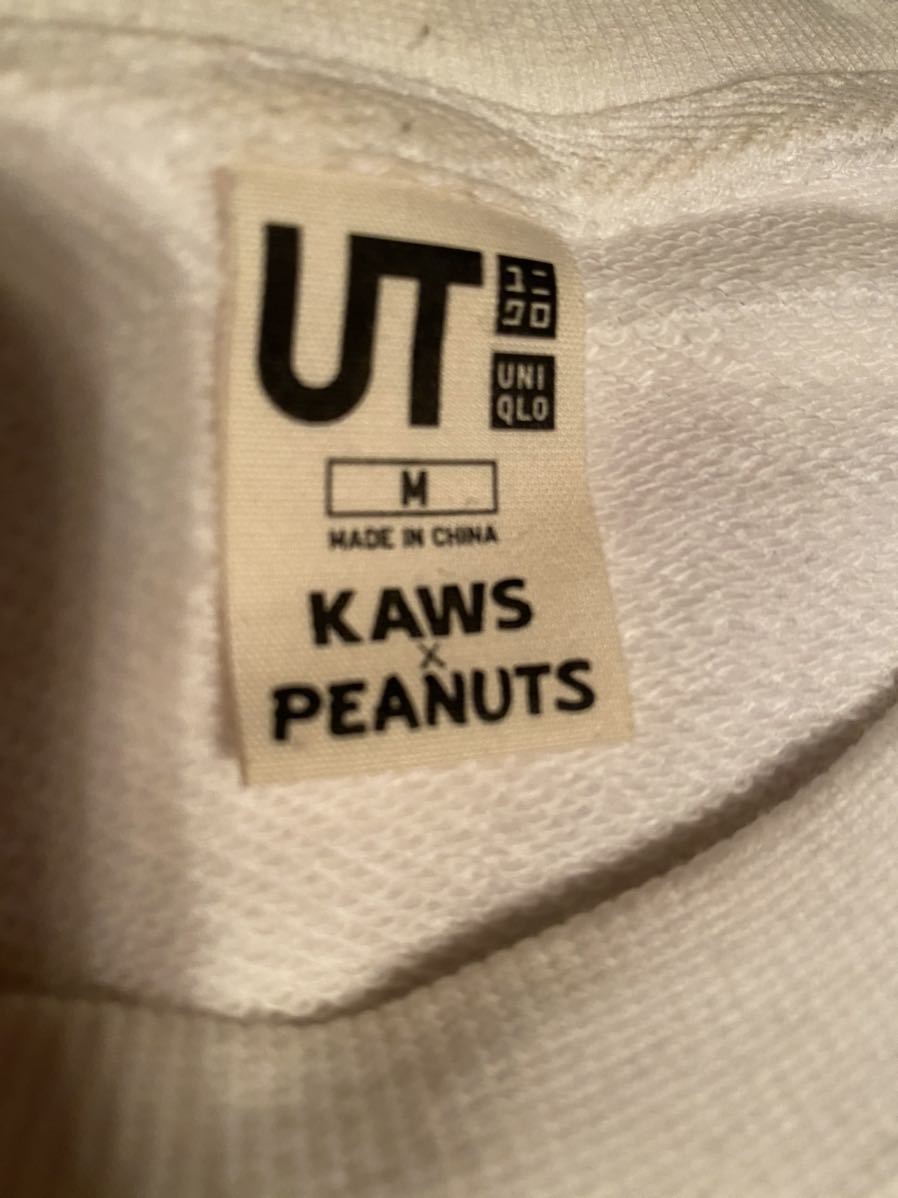 UT
ユニ
クロ
UNI
QLO
M
MADE IN CHINA
KAWS
×
PEANUTS